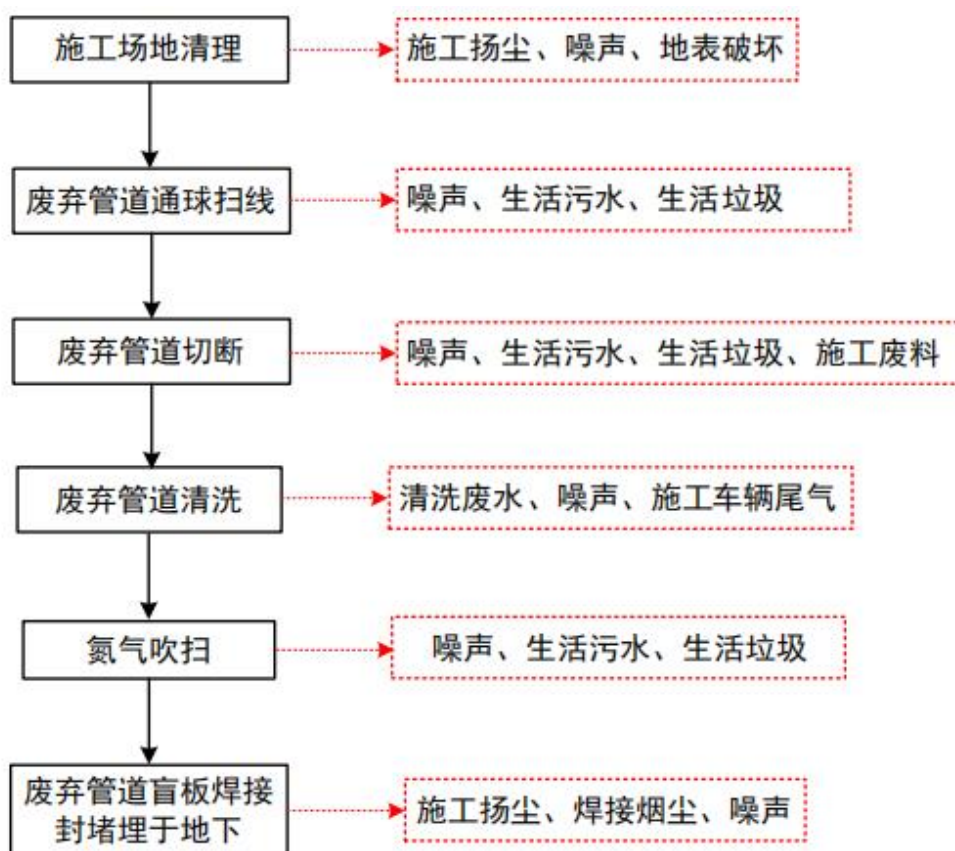 施工场地清理
施工扬尘、噪声、地表破坏
废弃管道通球扫线
噪声、生活污水、生活垃圾
废弃管道切断
噪声、生活污水、生活垃圾、施工废料
废弃管道清洗
清洗废水、噪声、施工车辆尾气
氮气吹扫
噪声、生活污水、生活垃圾
废弃管道盲板焊接
封堵埋于地下
施工扬尘、焊接烟尘、噪声